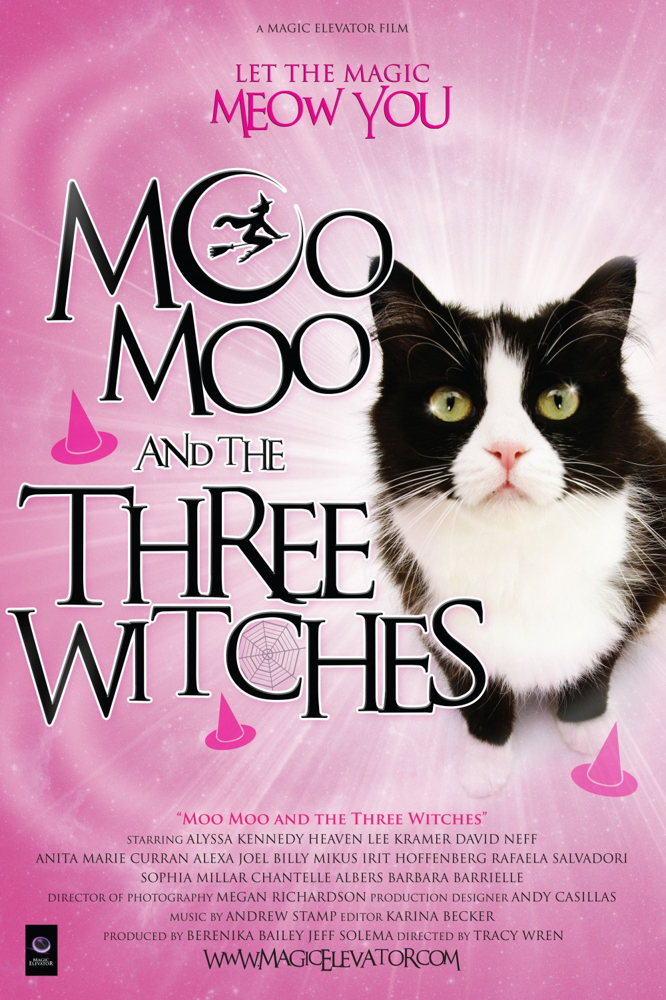 A MAGIC ELEVATOR FILM
LET THE MAGIC
MEOW YOU
MOO
MOO
AND THE
THREE
WITCHES
“MOO MOO AND THE THREE WITCHES”
STARRING ALYSSA KENNEDY HEAVEN LEE KRAMER DAVID NEFF
ANITA MARIE CURRAN ALEXA JOEL BILLY MIKUS IRIT HOFFENBERG RAFAELA SALVADORI
SOPHIA MILLAR CHANTELLE ALBERS BARBARA BARRIELLE
DIRECTOR OF PHOTOGRAPHY MEGAN RICHARDSON PRODUCTION DESIGNER ANDY CASILLAS
MUSIC BY ANDREW STAMP EDITOR KARINA BECKER
PRODUCED BY BERENIKA BAILEY JEFF SOLEMA DIRECTED BY TRACY WREN
WWW.MAGICELEVATOR.COM
MAGIC
ELEVATOR